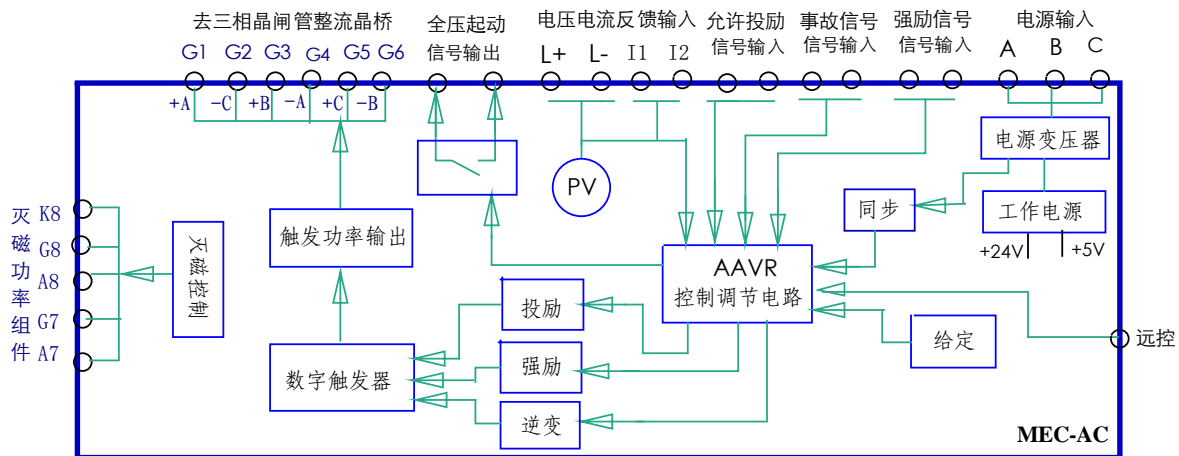 去三相晶闸管整流晶桥
全压起动
信号输出
电压电流反馈输入
允许投励
信号输入
事故信号
信号输入
强励信号
信号输入
电源输入
G1 G2 G3 G4 G5 G6
L+ L- I1 I2
A B C
+A -C +B -A +C -B
电源变压器
PV
同步
工作电源
+24V +5V
灭磁功率组件
K8
G8
A8
G7
A7
灭磁控制
触发功率输出
AAVR
控制调节电路
投励
给定
远控
数字触发器
强励
逆变
MEC-AC